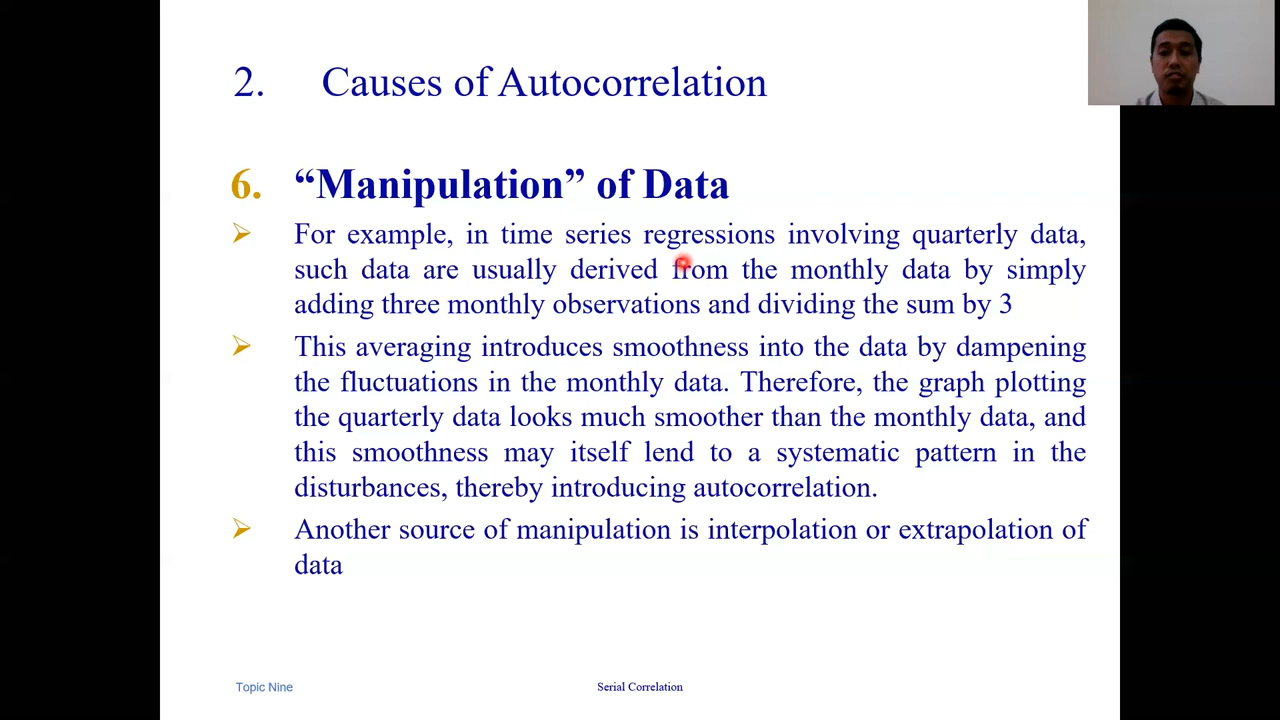 2. Causes of Autocorrelation
6. “Manipulation” of Data
For example, in time series regressions involving quarterly data,
such data are usually derived from the monthly data by simply
adding three monthly observations and dividing the sum by 3
This averaging introduces smoothness into the data by dampening
the fluctuations in the monthly data. Therefore, the graph plotting
the quarterly data looks much smoother than the monthly data, and
this smoothness may itself lend to a systematic pattern in the
disturbances, thereby introducing autocorrelation.
Another source of manipulation is interpolation or extrapolation of
data
Topic Nine
Serial Correlation